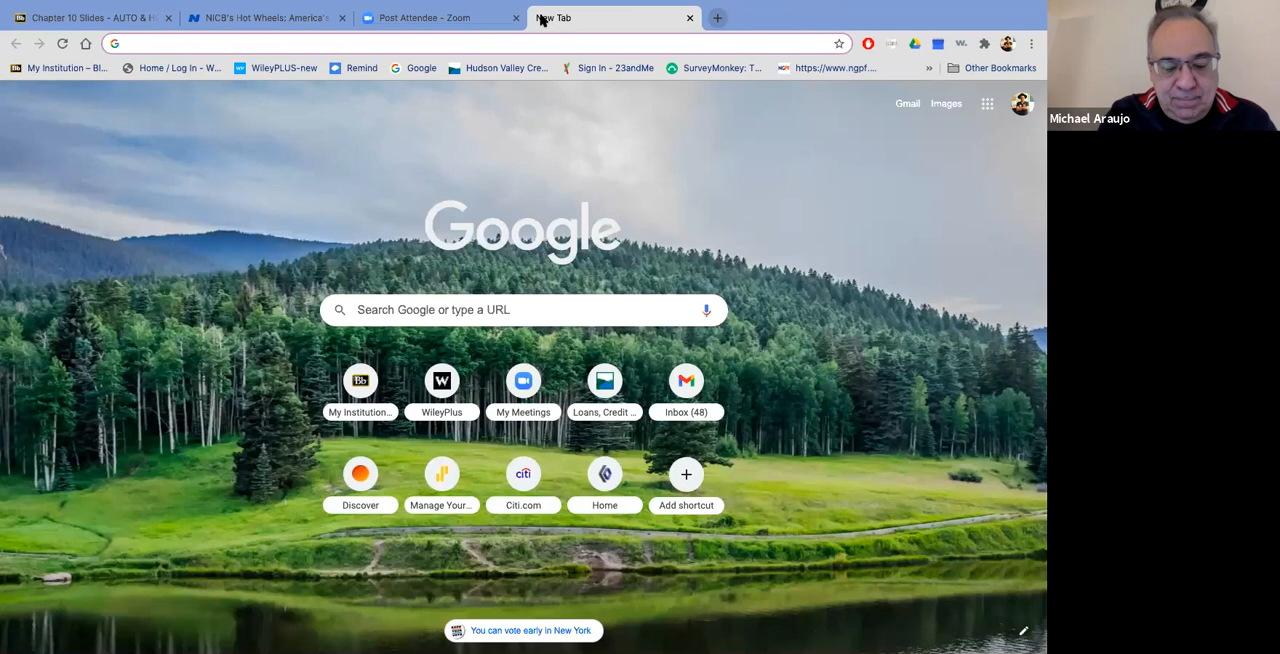 Chapter 10 Slides - AUTO & H
NICB's Hot Wheels: America's
Post Attendee - Zoom
New Tab
My Institution – Bl...
Home / Log In - W...
WileyPLUS-new
Remind
Google
Hudson Valley Cre...
Sign In - 23andMe
SurveyMonkey: T...
https://www.ngpf....
Other Bookmarks
Gmail
Images
Michael Araujo
Google
Search Google or type a URL
My Institution...
WileyPlus
My Meetings
Loans, Credit ...
Inbox (48)
Discover
Manage Your...
citi
Citi.com
Home
Add shortcut
You can vote early in New York